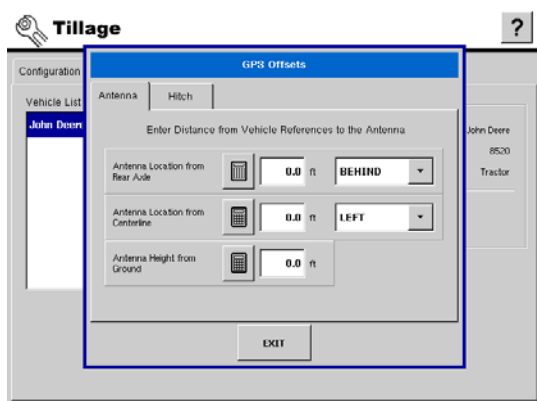 Tillage
?
GPS Offsets
Configuration
Antenna
Hitch
Vehicle List
John Deere
Enter Distance from Vehicle References to the Antenna
John Deere
8520
Tractor
Antenna Location from
Rear Axle
0.0 ft
BEHIND
Antenna Location from
Centerline
0.0 ft
LEFT
Antenna Height from
Ground
0.0 ft
EXIT